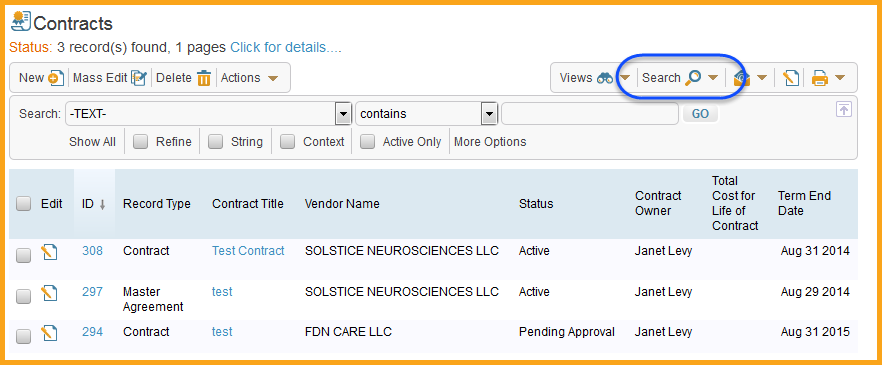 Contracts
Status: 3 record(s) found, 1 pages Click for details....
New Mass Edit Delete Actions Views Search
Search: -TEXT- contains GO
Show All Refine String Context Active Only More Options
Edit ID Record Type Contract Title Vendor Name Status Contract Owner Total Cost for Life of Contract Term End Date
308 Contract Test Contract SOLSTICE NEUROSCIENCES LLC Active Janet Levy Aug 31 2014
297 Master Agreement test SOLSTICE NEUROSCIENCES LLC Active Janet Levy Aug 29 2014
294 Contract test FDN CARE LLC Pending Approval Janet Levy Aug 31 2015